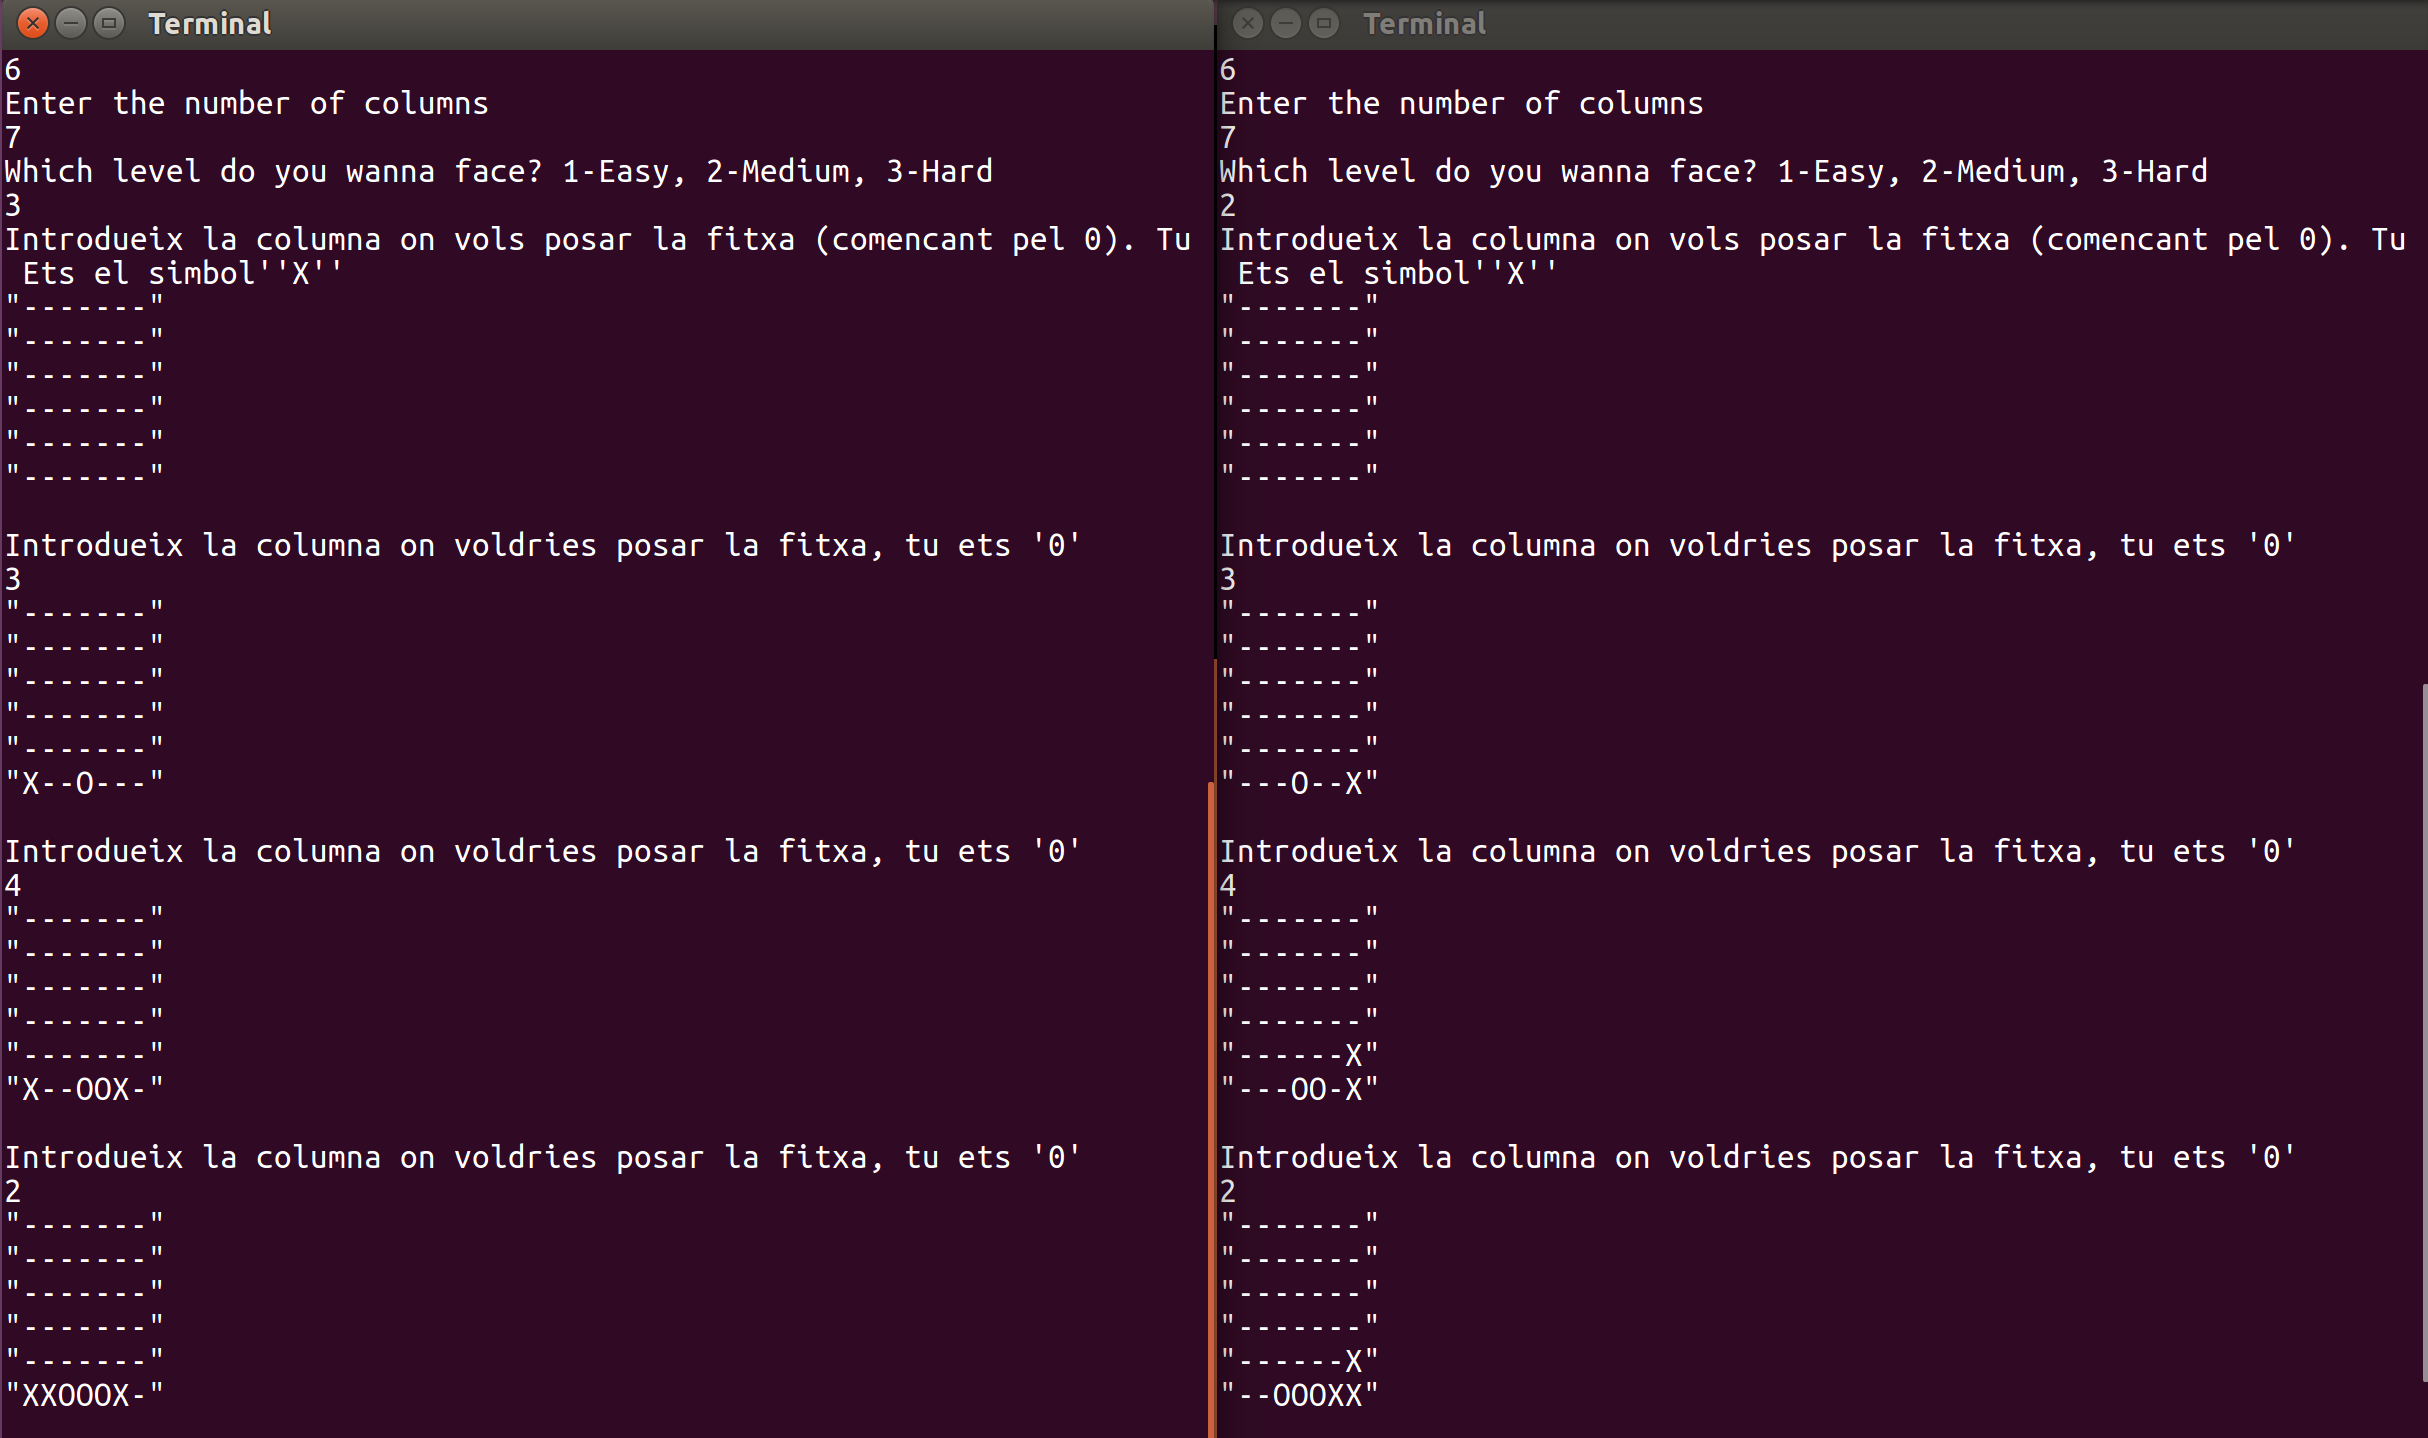 Terminal
6
Enter the number of columns
7
Which level do you wanna face? 1-Easy, 2-Medium, 3-Hard
3
Introdueix la columna on vols posar la fitxa (comencant pel 0). Tu
 Ets el simbol''X''
"-------"
"-------"
"-------"
"-------"
"-------"
"-------"

Introdueix la columna on voldries posar la fitxa, tu ets '0'
3
"-------"
"-------"
"-------"
"-------"
"-------"
"X--O---"

Introdueix la columna on voldries posar la fitxa, tu ets '0'
4
"-------"
"-------"
"-------"
"-------"
"-------"
"X--OOX-"

Introdueix la columna on voldries posar la fitxa, tu ets '0'
2
"-------"
"-------"
"-------"
"-------"
"-------"
"XXOOOX-"
Terminal
6
Enter the number of columns
7
Which level do you wanna face? 1-Easy, 2-Medium, 3-Hard
2
Introdueix la columna on vols posar la fitxa (comencant pel 0). Tu
 Ets el simbol''X''
"-------"
"-------"
"-------"
"-------"
"-------"
"-------"

Introdueix la columna on voldries posar la fitxa, tu ets '0'
3
"-------"
"-------"
"-------"
"-------"
"-------"
"---O--X"

Introdueix la columna on voldries posar la fitxa, tu ets '0'
4
"-------"
"-------"
"-------"
"-------"
"------X"
"---OO-X"

Introdueix la columna on voldries posar la fitxa, tu ets '0'
2
"-------"
"-------"
"-------"
"-------"
"------X"
"--OOOXX"